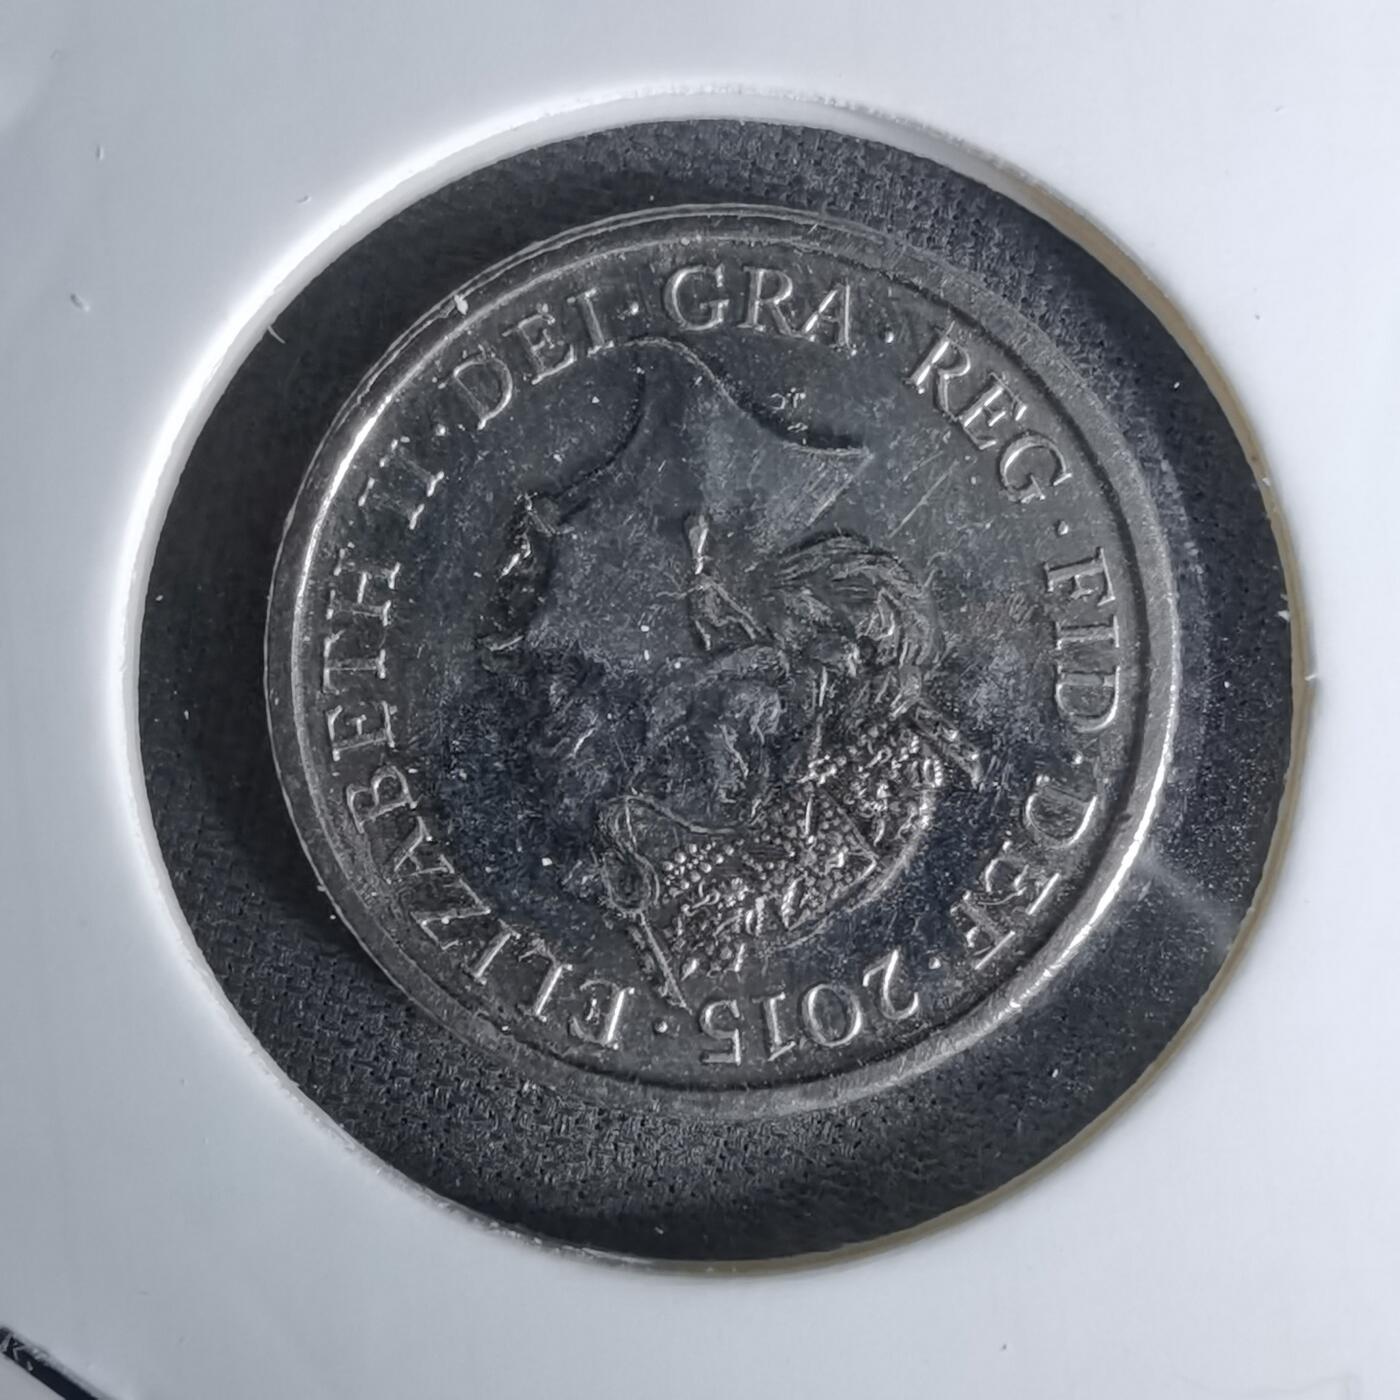 ELIZABETH II · DEI · GRA · REG · FID · DEF · 2015 ·